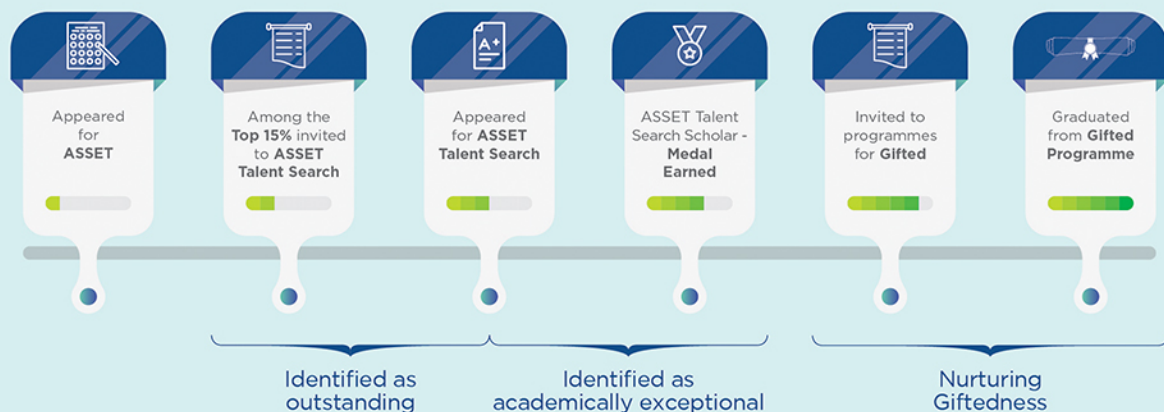 A+
Appeared
for
ASSET
Among the
Top 15% invited
to ASSET
Talent Search
Appeared
for ASSET
Talent Search
ASSET Talent
Search Scholar -
Medal
Earned
Invited to
programmes
for Gifted
Graduated
from Gifted
Programme
Identified as
outstanding
Identified as
academically exceptional
Nurturing
Giftedness